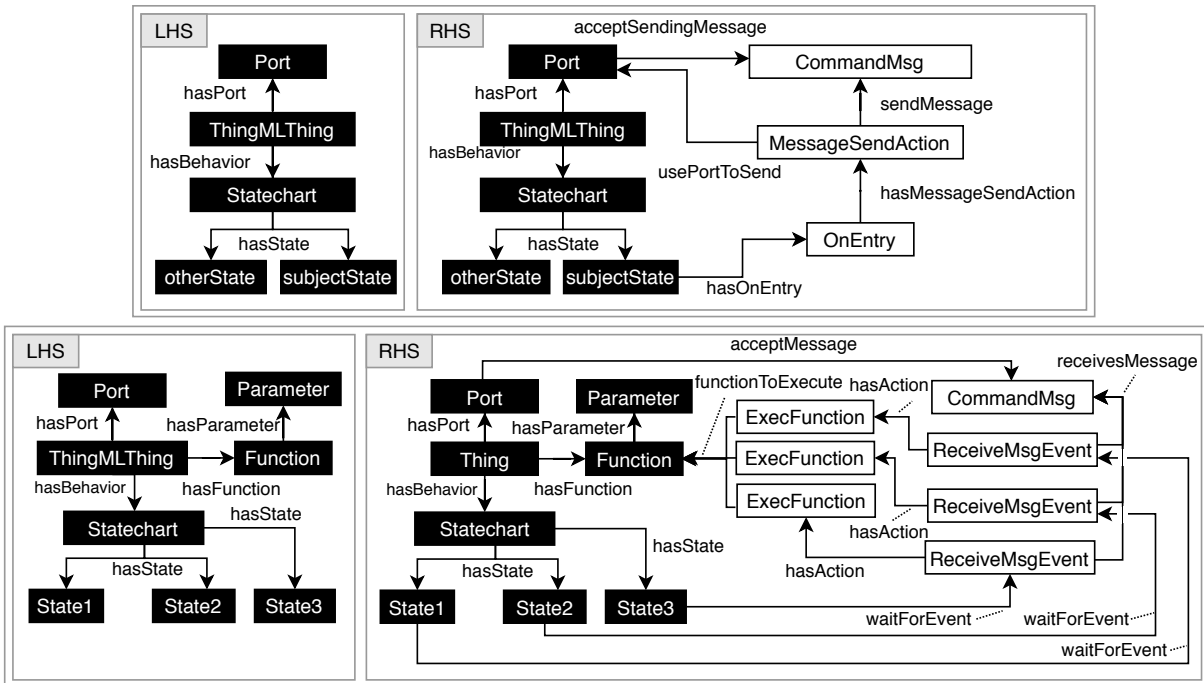 LHS
Port
hasPort
ThingMLThing
hasBehavior
Statechart
hasState
otherState subjectState
RHS
acceptSendingMessage
Port CommandMsg
hasPort
sendMessage
ThingMLThing MessageSendAction
hasBehavior
usePortToSend
Statechart hasMessageSendAction
hasState OnEntry
otherState subjectState
hasOnEntry
LHS
Port Parameter
hasPort hasParameter
ThingMLThing Function
hasBehavior hasFunction
Statechart hasState
hasState
State1 State2 State3
RHS
acceptMessage
receivesMessage
functionToExecute hasAction
Port Parameter CommandMsg
hasPort hasParameter ExecFunction
Thing Function ExecFunction ReceiveMsgEvent
hasBehavior hasFunction
ExecFunction ReceiveMsgEvent
Statechart hasAction
hasState
hasState hasAction ReceiveMsgEvent
State1 State2 State3
waitForEvent waitForEvent
waitForEvent